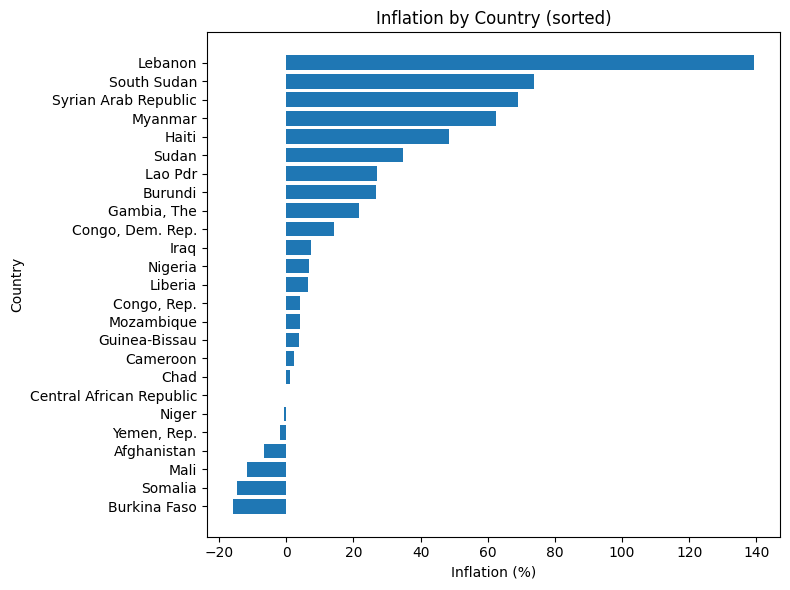 Inflation by Country (sorted)
Lebanon
South Sudan
Syrian Arab Republic
Myanmar
Haiti
Sudan
Lao Pdr
Burundi
Gambia, The
Congo, Dem. Rep.
Iraq
Nigeria
Liberia
Congo, Rep.
Mozambique
Guinea-Bissau
Cameroon
Chad
Central African Republic
Niger
Yemen, Rep.
Afghanistan
Mali
Somalia
Burkina Faso
Country
−20 0 20 40 60 80 100 120 140
Inflation (%)